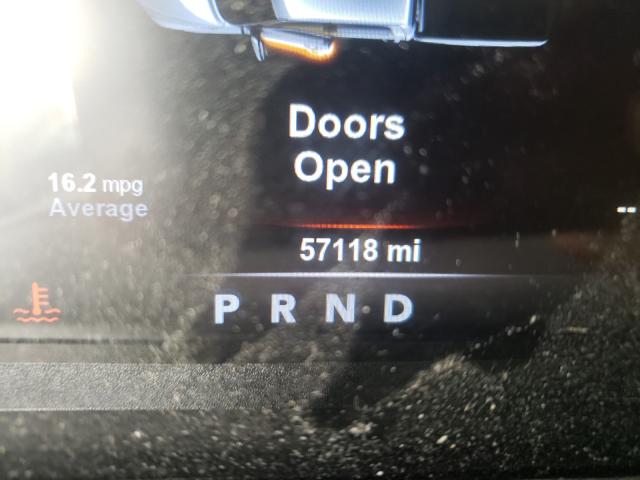 Doors
Open
16.2 mpg
Average
--
57118 mi
P R N D